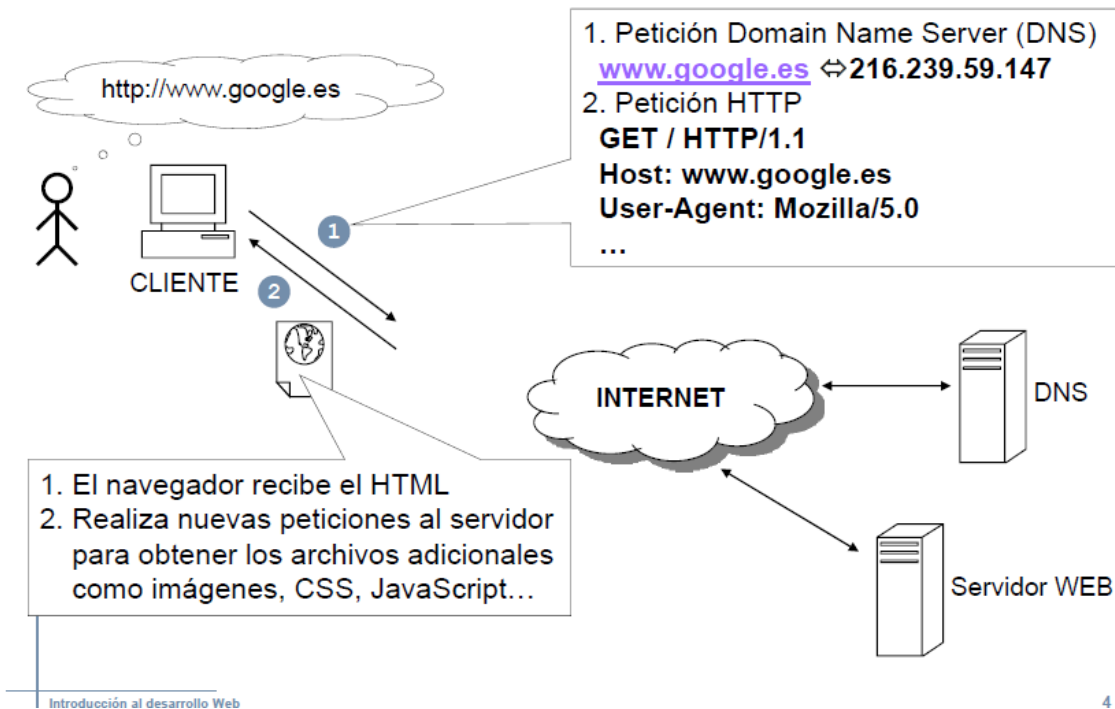 http://www.google.es
1. Petición Domain Name Server (DNS)
www.google.es ⇔216.239.59.147
2. Petición HTTP
GET / HTTP/1.1
Host: www.google.es
User-Agent: Mozilla/5.0
…
1
CLIENTE
2
INTERNET
DNS
1. El navegador recibe el HTML
2. Realiza nuevas peticiones al servidor
para obtener los archivos adicionales
como imágenes, CSS, JavaScript…
Servidor WEB
Introducción al desarrollo Web
4